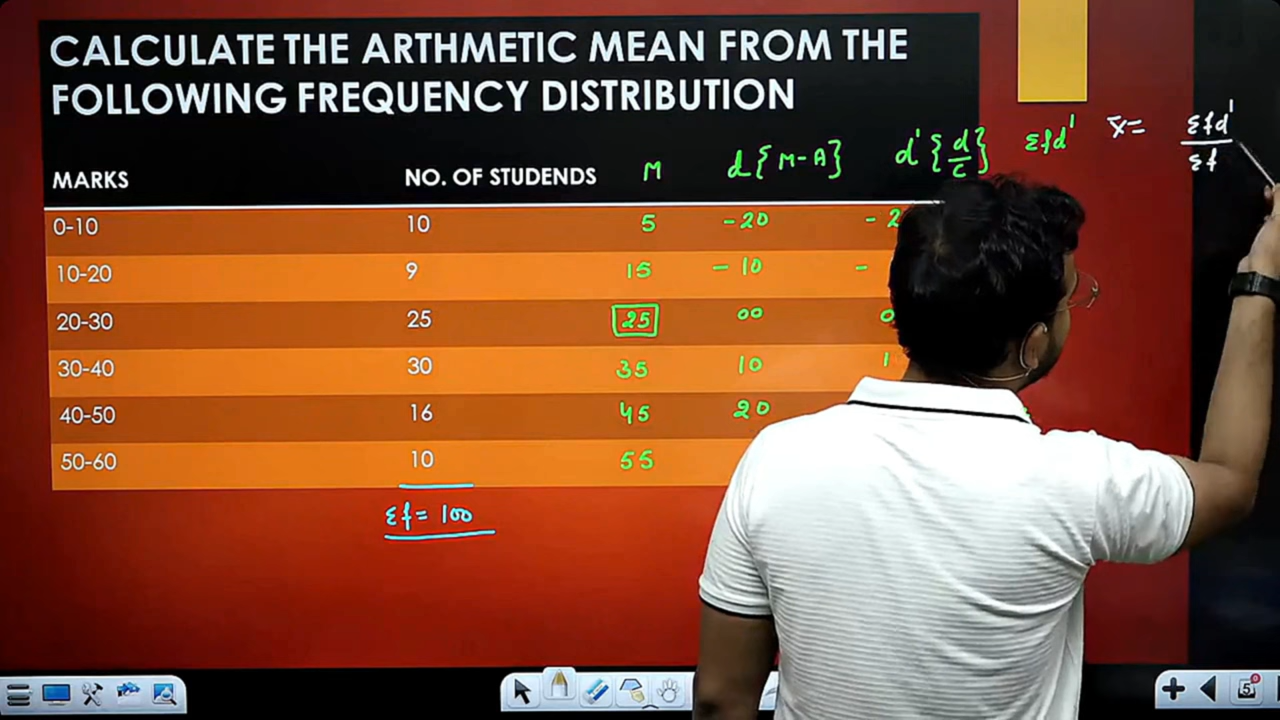 CALCULATE THE ARTHMETIC MEAN FROM THE
FOLLOWING FREQUENCY DISTRIBUTION
MARKS NO. OF STUDENDS M d{M-A} d'{d/c} Σfd' x̄= Σfd'/Σf
0-10 10 5 -20 -2
10-20 9 15 -10 -
20-30 25 25 00 0
30-40 30 35 10 1
40-50 16 45 20
50-60 10 55
Σf= 100
5